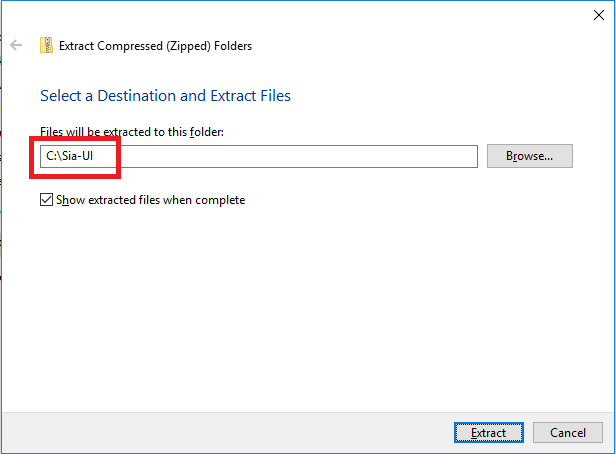 Extract Compressed (Zipped) Folders
Select a Destination and Extract Files
Files will be extracted to this folder:
C:\Sia-UI
Browse...
Show extracted files when complete
Extract
Cancel